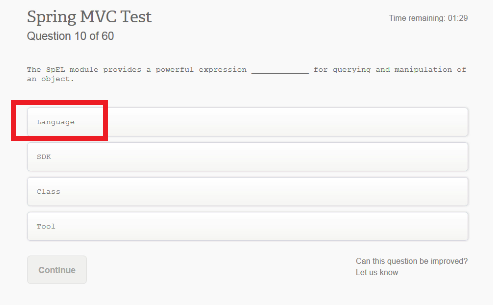 Spring MVC Test
Time remaining: 01:29
Question 10 of 60
The SpEL module provides a powerful expression _____________ for querying and manipulation of
an object.
Language
SDK
Class
Tool
Continue
Can this question be improved?
Let us know